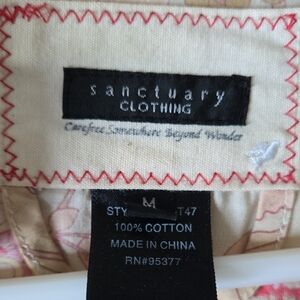 sanctuary
CLOTHING
Carefree Somewhere Beyond Wonder
M
STY T47
100% COTTON
MADE IN CHINA
RN#95377